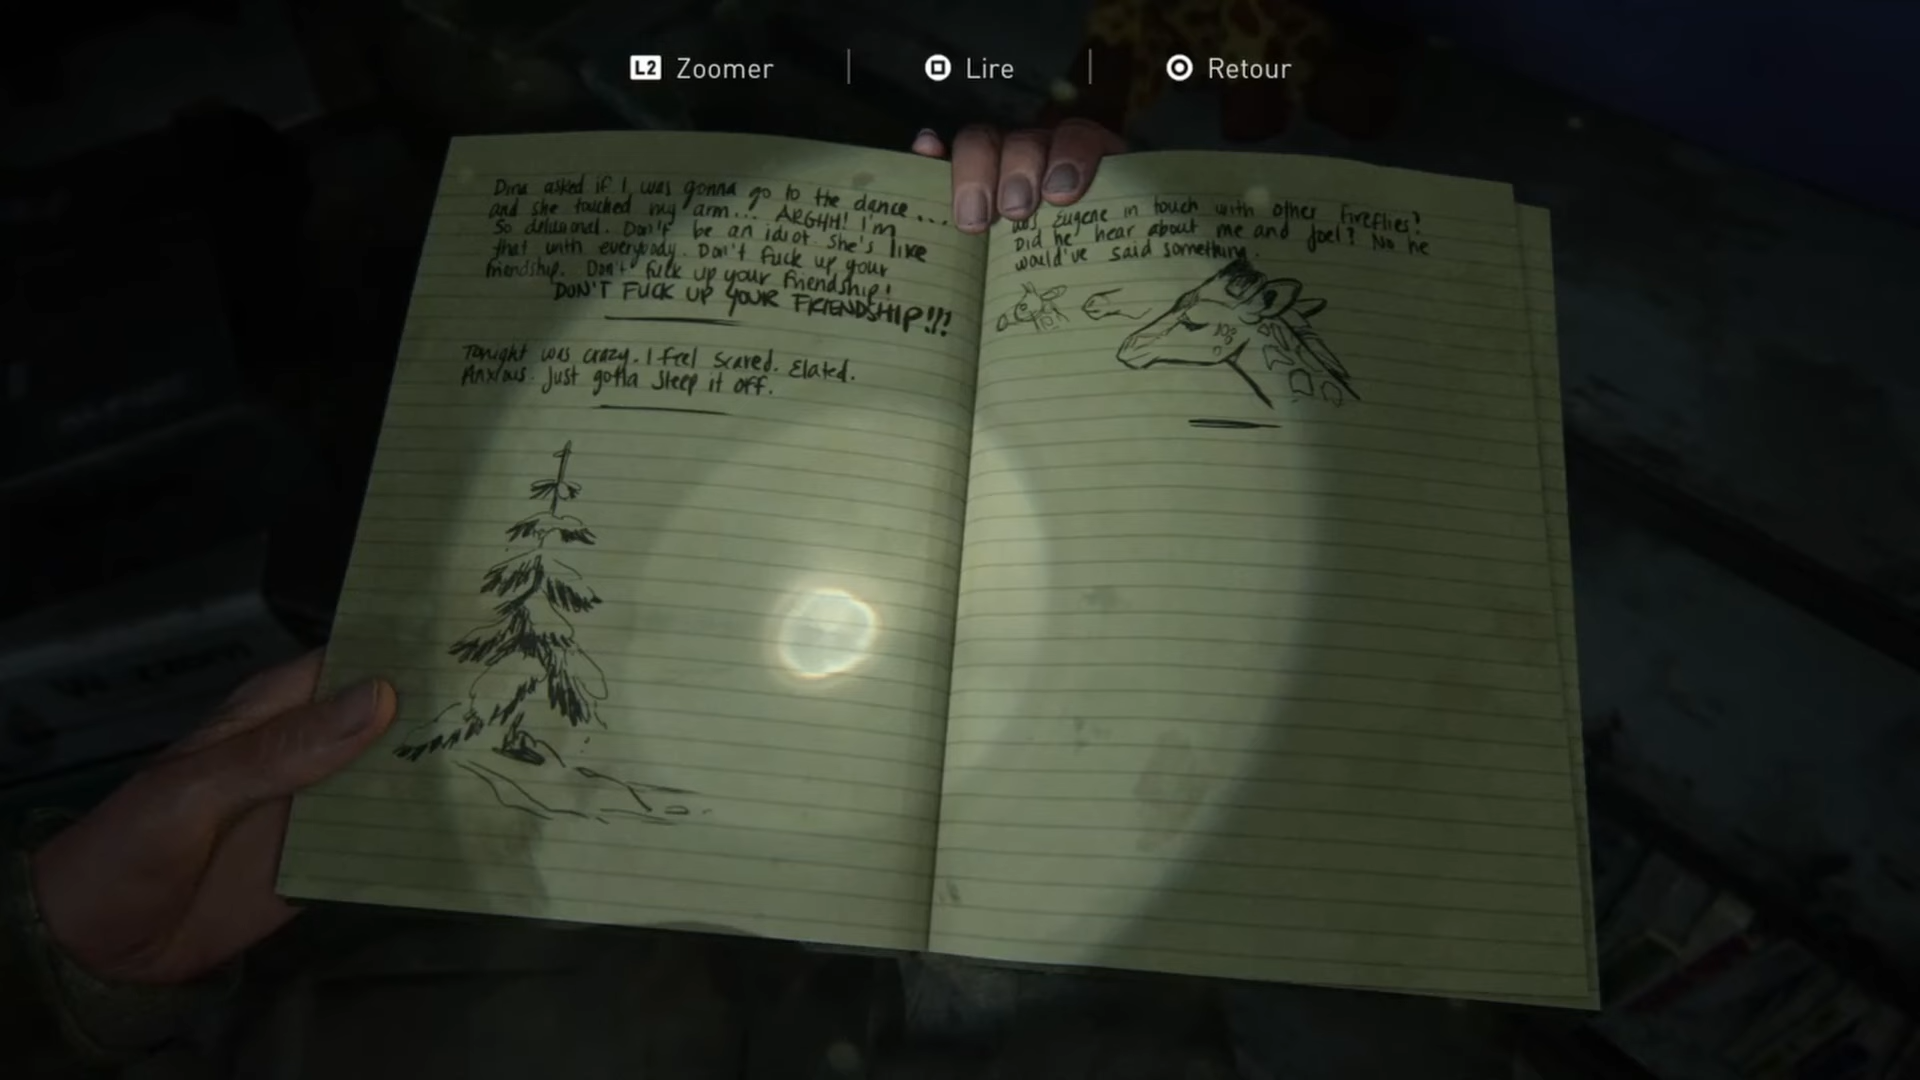 L2 Zoomer
Lire
Retour
Dina asked if I was gonna go to the dance...
and she touched my arm... ARGHH! I'm
so delusional. Don't be an idiot. She's like
that with everybody. Don't fuck up your
friendship. Don't fuck up your friendship!
DON'T FUCK UP YOUR FRIENDSHIP!!!
Tonight was crazy. I feel scared. Elated.
Anxious. Just gotta sleep it off.
Was Eugene in touch with other fireflies?
Did he hear about me and Joel? No he
would've said something.